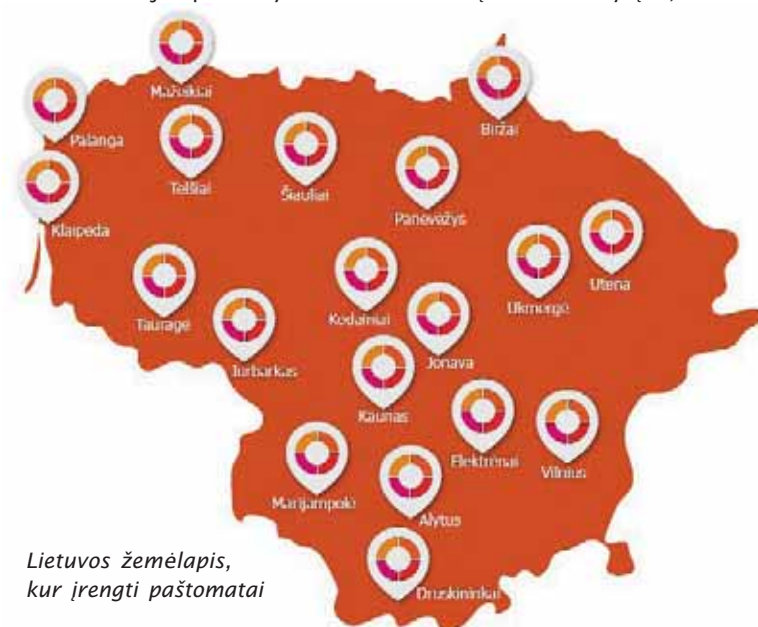 Mažeikiai
Palanga
Biržai
Telšiai
Šiauliai
Panevėžys
Klaipėda
Utena
Ukmergė
Kėdainiai
Tauragė
Jonava
Jurbarkas
Kaunas
Elektrėnai
Vilnius
Marijampolė
Alytus
Druskininkai
Lietuvos žemėlapis,
kur įrengti paštomatai